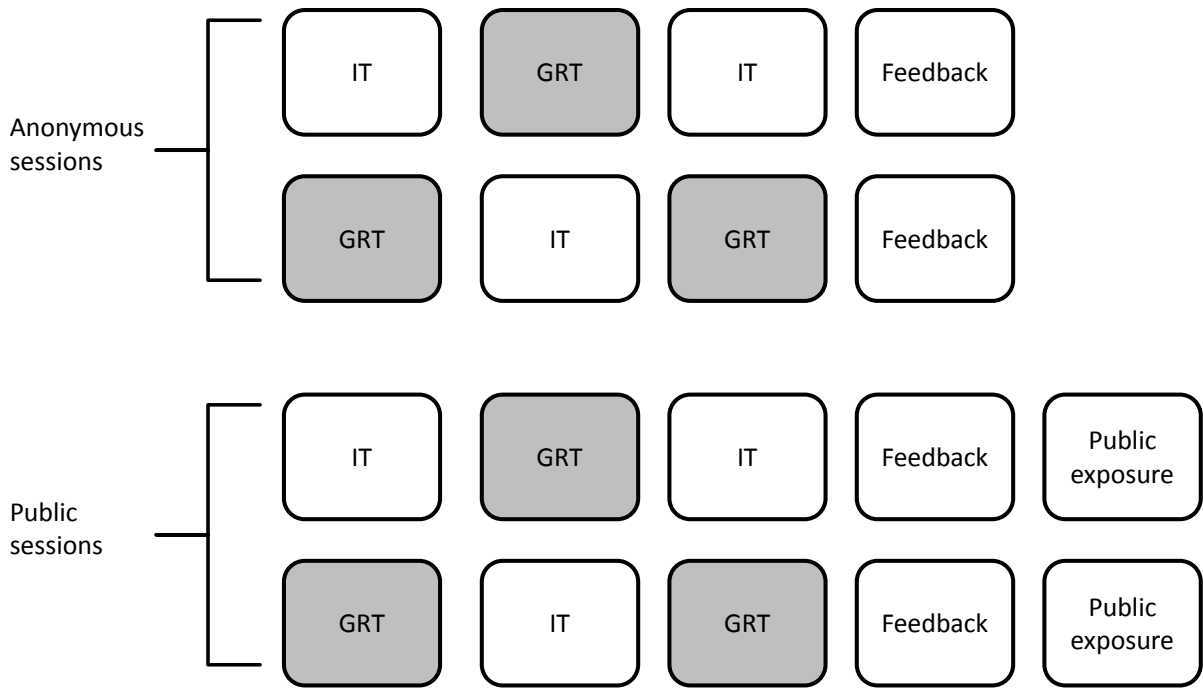 IT
GRT
IT
Feedback
Anonymous
sessions
GRT
IT
GRT
Feedback
IT
GRT
IT
Feedback
Public
exposure
Public
sessions
GRT
IT
GRT
Feedback
Public
exposure